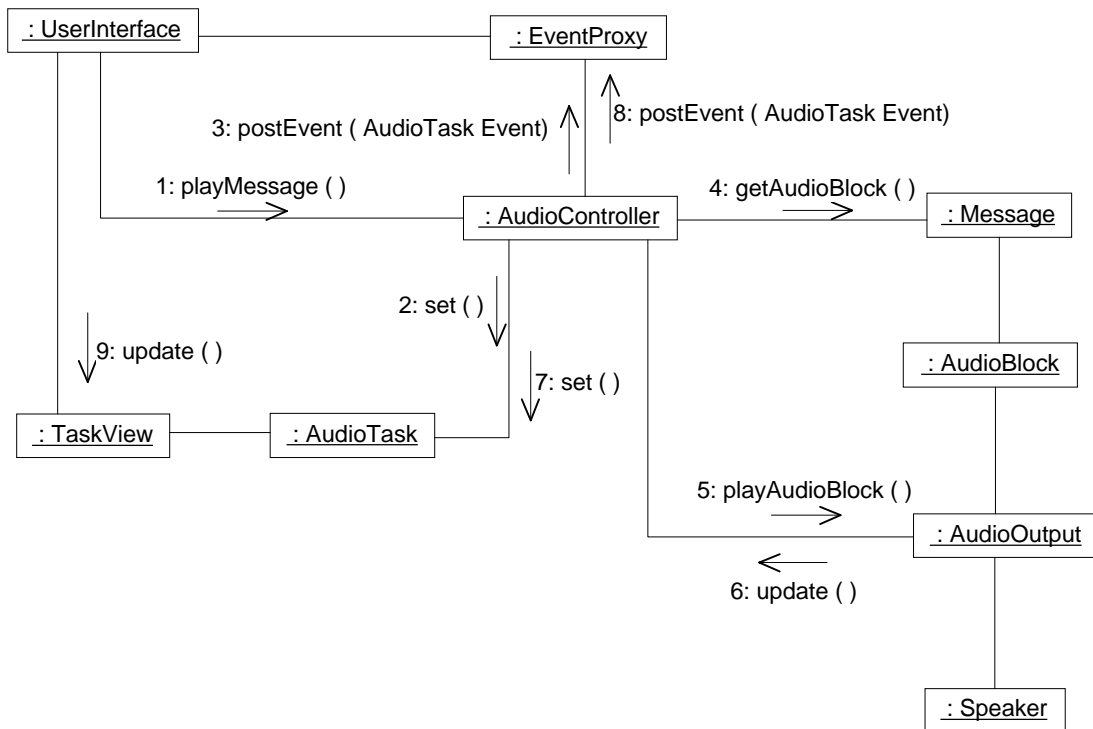 : UserInterface
: EventProxy
3: postEvent ( AudioTask Event)
8: postEvent ( AudioTask Event)
1: playMessage ( )
4: getAudioBlock ( )
: AudioController
: Message
2: set ( )
9: update ( )
7: set ( )
: AudioBlock
: TaskView
: AudioTask
5: playAudioBlock ( )
: AudioOutput
6: update ( )
: Speaker